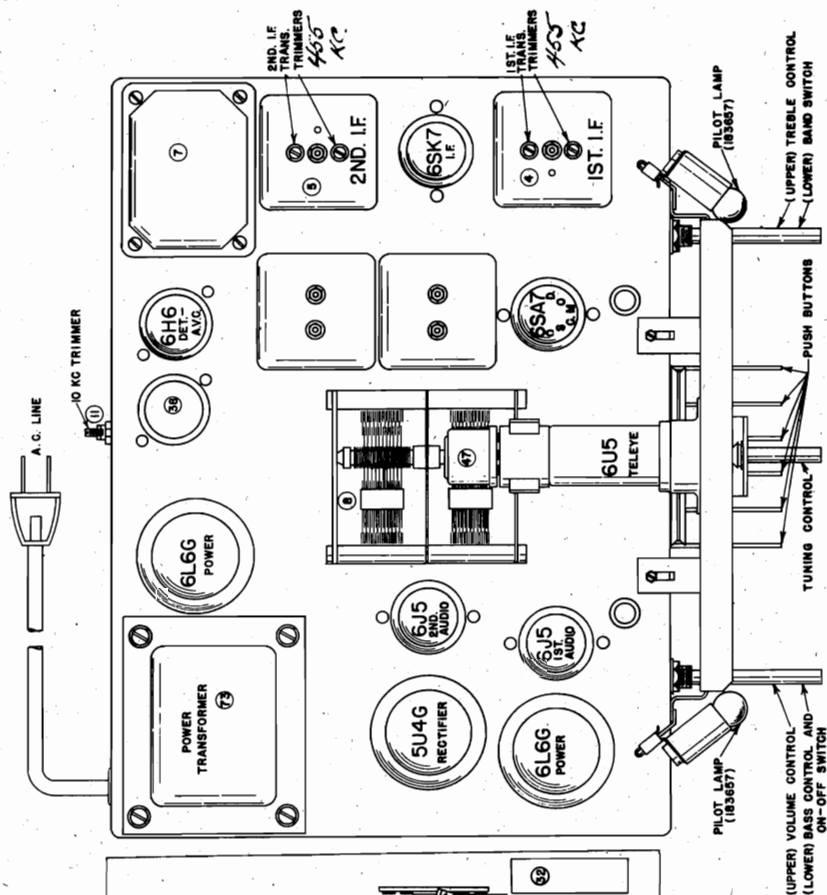 2ND. I.F.
TRANS.
TRIMMERS
455
KC
1ST. I.F.
TRANS.
TRIMMERS
455
KC
7
5
2ND. I.F.
6SK7
I.F.
4
1ST. I.F.
PILOT LAMP
(183657)
(UPPER) TREBLE CONTROL
(LOWER) BAND SWITCH
10 KC TRIMMER
11
6H6
DET.-
A.V.C.
38
6SA7
O S C.
M O D.
A.C. LINE
8
47
6U5
TELEYE
PUSH BUTTONS
TUNING CONTROL
6L6G
POWER
6J5
2ND.
AUDIO
6J5
1ST.
AUDIO
POWER
TRANSFORMER
73
5U4G
RECTIFIER
6L6G
POWER
PILOT LAMP
(183657)
(UPPER) VOLUME CONTROL
(LOWER) BASS CONTROL AND
ON-OFF SWITCH
32